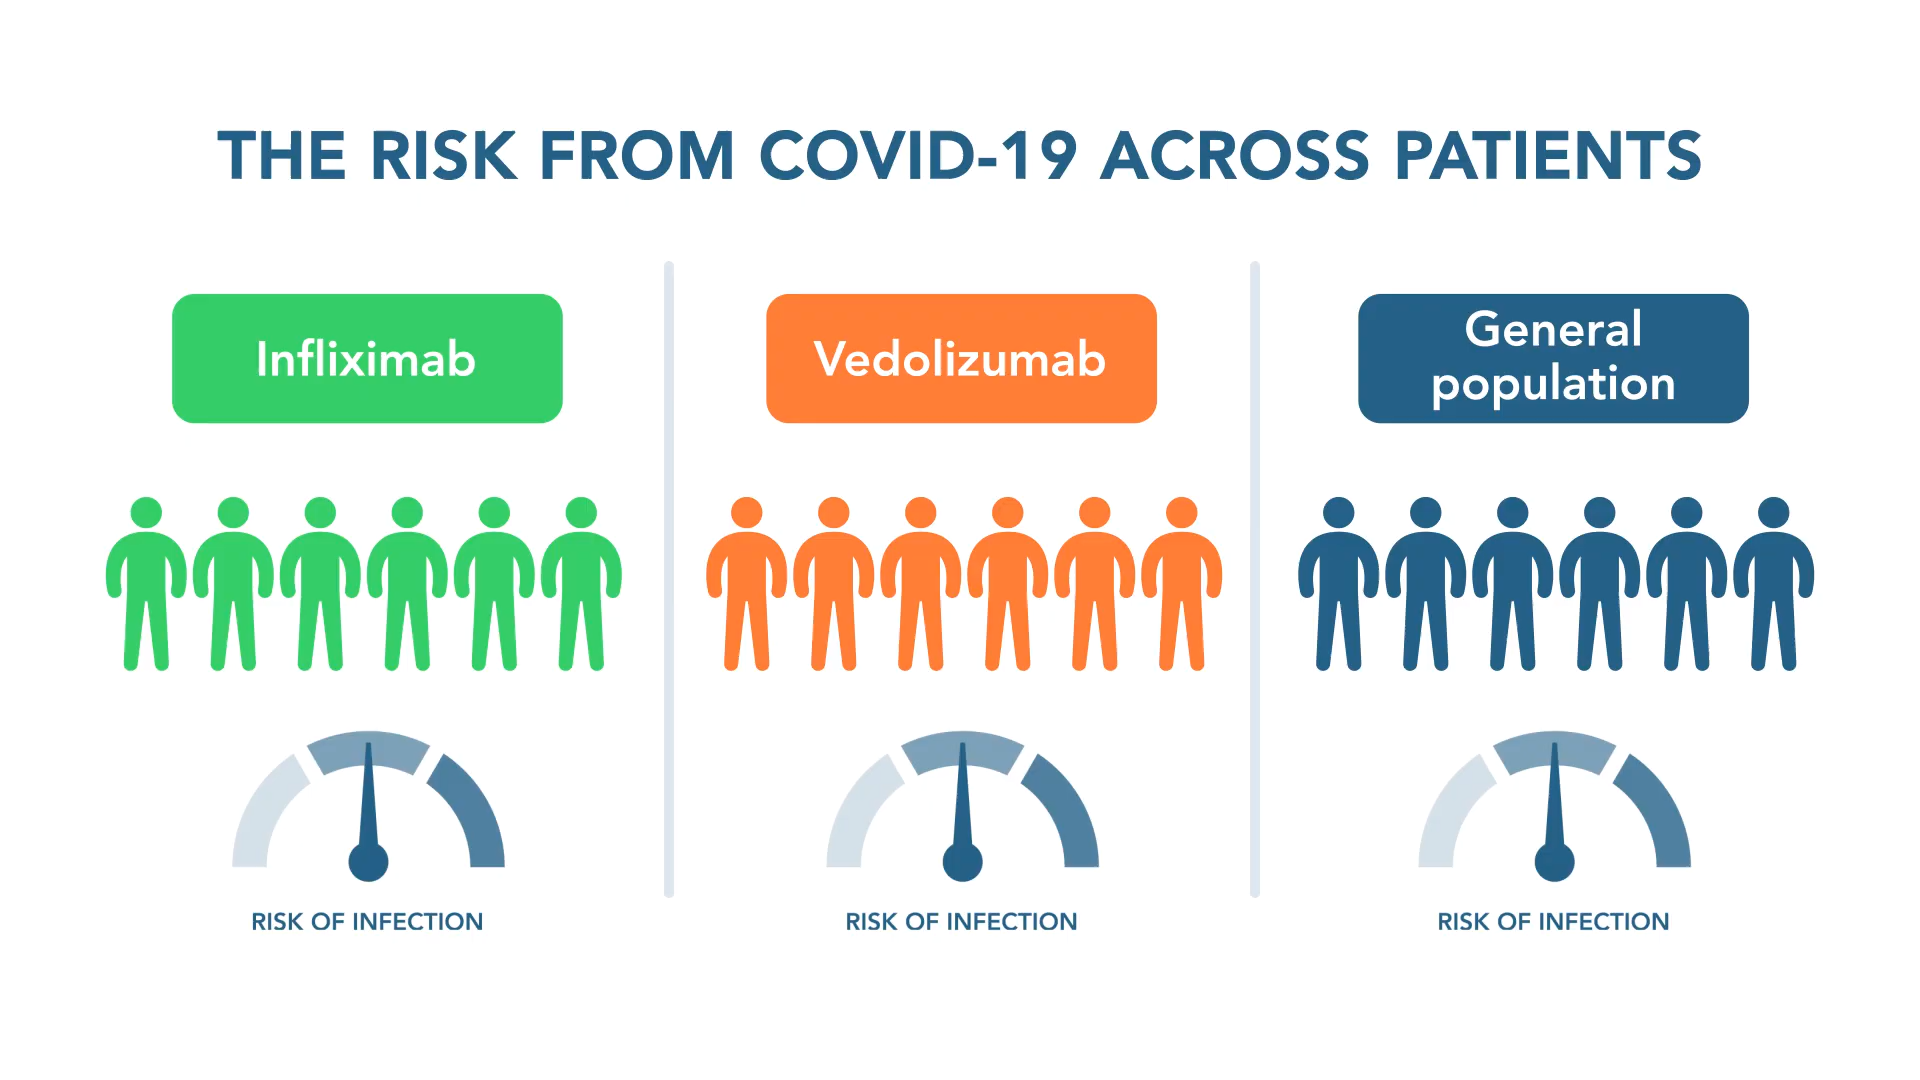 THE RISK FROM COVID-19 ACROSS PATIENTS
Infliximab
Vedolizumab
General
population
RISK OF INFECTION
RISK OF INFECTION
RISK OF INFECTION